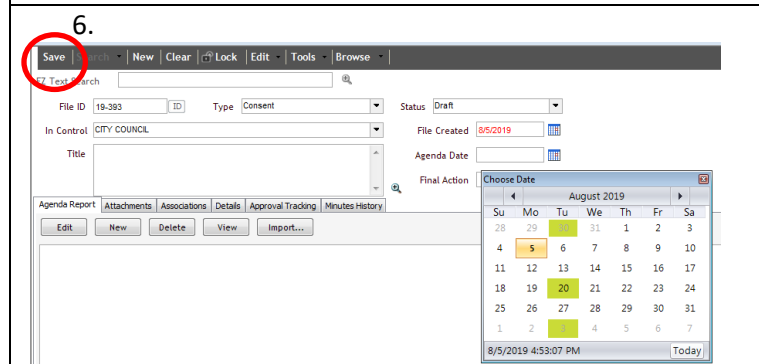 6.
Save Search New Clear Lock Edit Tools Browse
EZ Text Search
File ID 19-393 ID Type Consent Status Draft
In Control CITY COUNCIL File Created 8/5/2019
Title Agenda Date
Final Action
Agenda Report Attachments Associations Details Approval Tracking Minutes History
Edit New Delete View Import...
Choose Date
August 2019
Su Mo Tu We Th Fr Sa
28 29 30 31 1 2 3
4 5 6 7 8 9 10
11 12 13 14 15 16 17
18 19 20 21 22 23 24
25 26 27 28 29 30 31
1 2 3 4 5 6 7
8/5/2019 4:53:07 PM Today